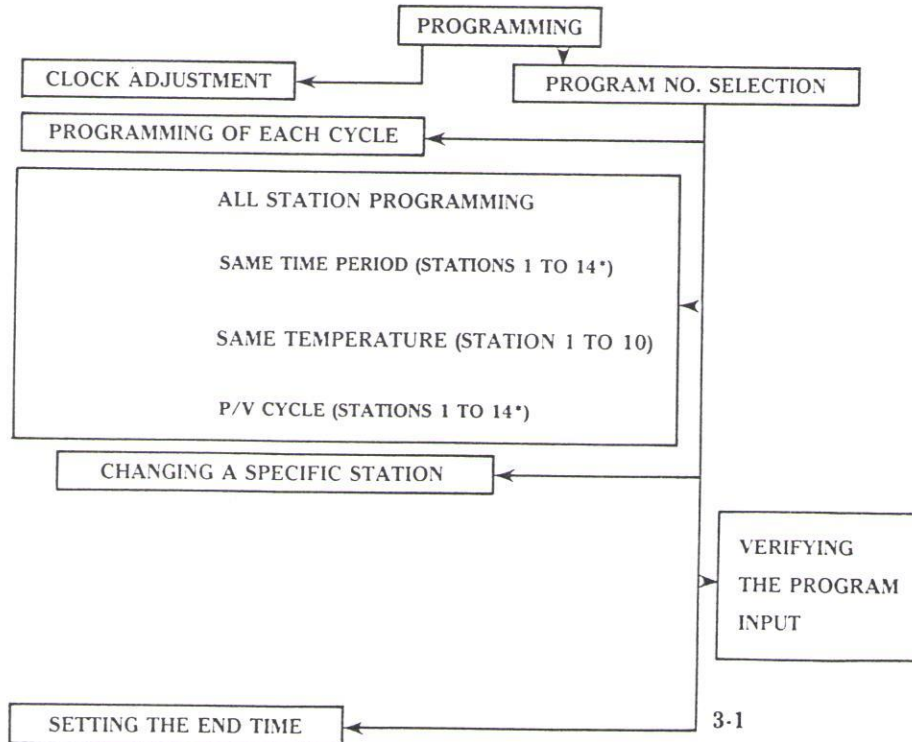 PROGRAMMING
CLOCK ADJUSTMENT
PROGRAM NO. SELECTION
PROGRAMMING OF EACH CYCLE
ALL STATION PROGRAMMING
SAME TIME PERIOD (STATIONS 1 TO 14*)
SAME TEMPERATURE (STATION 1 TO 10)
P/V CYCLE (STATIONS 1 TO 14*)
CHANGING A SPECIFIC STATION
VERIFYING
THE PROGRAM
INPUT
SETTING THE END TIME
3-1